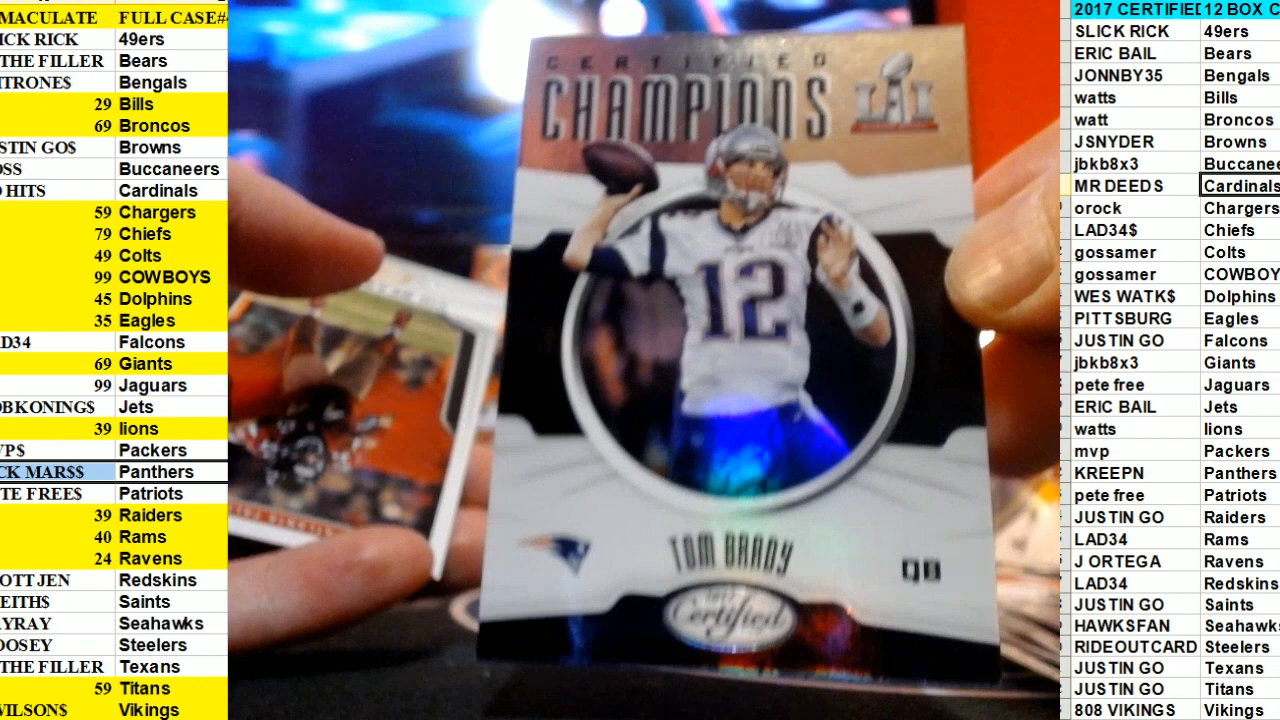 MACULATE FULL CASE#
ICK RICK 49ers
THE FILLER Bears
ITRONE$ Bengals
29 Bills
69 Broncos
STIN GO$ Browns
OSS Buccaneers
O HITS Cardinals
59 Chargers
79 Chiefs
49 Colts
99 COWBOYS
45 Dolphins
35 Eagles
D34 Falcons
69 Giants
99 Jaguars
OBKONING$ Jets
39 lions
VP$ Packers
CK MAR$$ Panthers
TE FREE$ Patriots
39 Raiders
40 Rams
24 Ravens
OTT JEN Redskins
EITH$ Saints
AYRAY Seahawks
OOSEY Steelers
THE FILLER Texans
59 Titans
WILSON$ Vikings
CERTIFIED
CHAMPIONS
LI
12
TOM BRADY
QB
Certified
2017 CERTIFIED 12 BOX C
SLICK RICK 49ers
ERIC BAIL Bears
JONNBY35 Bengals
watts Bills
watt Broncos
JSNYDER Browns
jbkb8x3 Buccanee
MR DEEDS Cardinals
orock Chargers
LAD34$ Chiefs
gossamer Colts
gossamer COWBOY
WES WATK$ Dolphins
PITTSBURG Eagles
JUSTIN GO Falcons
jbkb8x3 Giants
pete free Jaguars
ERIC BAIL Jets
watts lions
mvp Packers
KREEPN Panthers
pete free Patriots
JUSTIN GO Raiders
LAD34 Rams
J ORTEGA Ravens
LAD34 Redskins
JUSTIN GO Saints
HAWKSFAN Seahawks
RIDEOUTCARD Steelers
JUSTIN GO Texans
JUSTIN GO Titans
808 VIKINGS Vikings